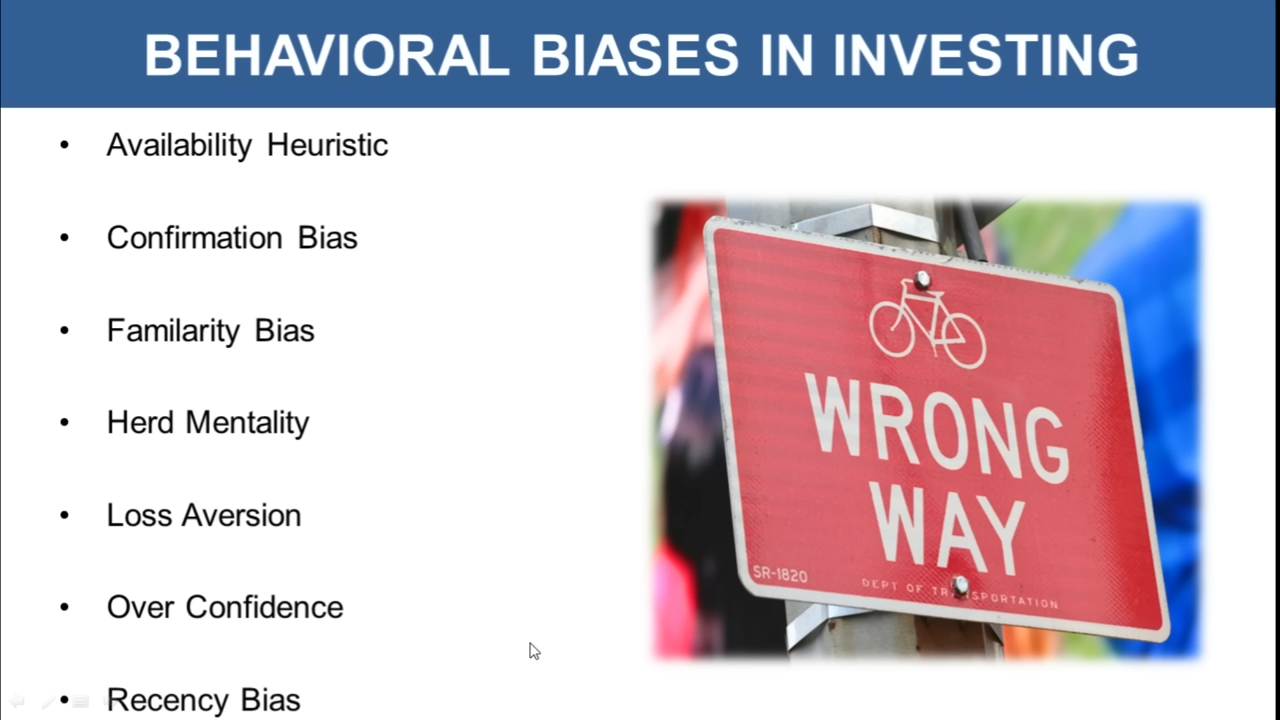 BEHAVIORAL BIASES IN INVESTING
• Availability Heuristic
• Confirmation Bias
• Familarity Bias
• Herd Mentality
• Loss Aversion
• Over Confidence
• Recency Bias
WRONG
WAY
SR-1820
DEPT OF TRANSPORTATION